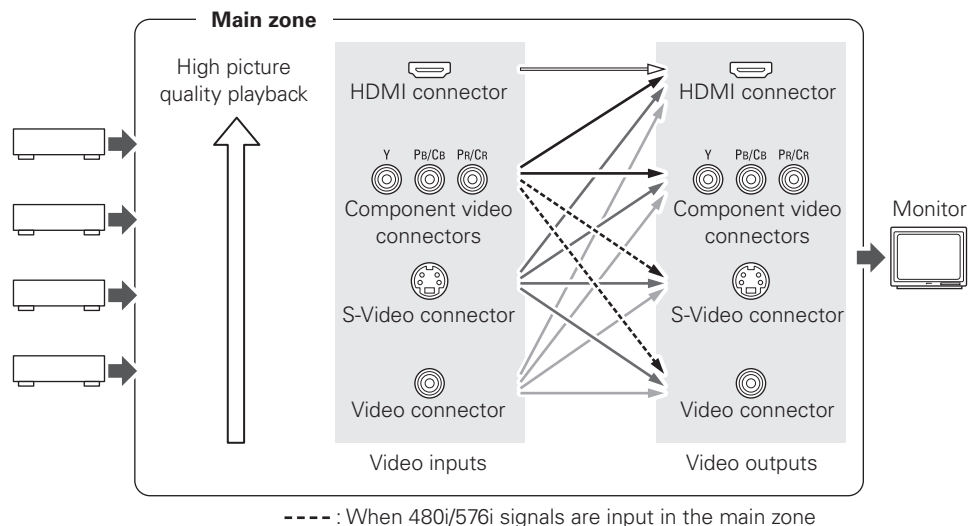 Main zone
High picture
quality playback
HDMI connector
HDMI connector
Y PB/CB PR/CR
Y PB/CB PR/CR
Component video
connectors
Component video
connectors
Monitor
S-Video connector
S-Video connector
Video connector
Video connector
Video inputs
Video outputs
---- : When 480i/576i signals are input in the main zone